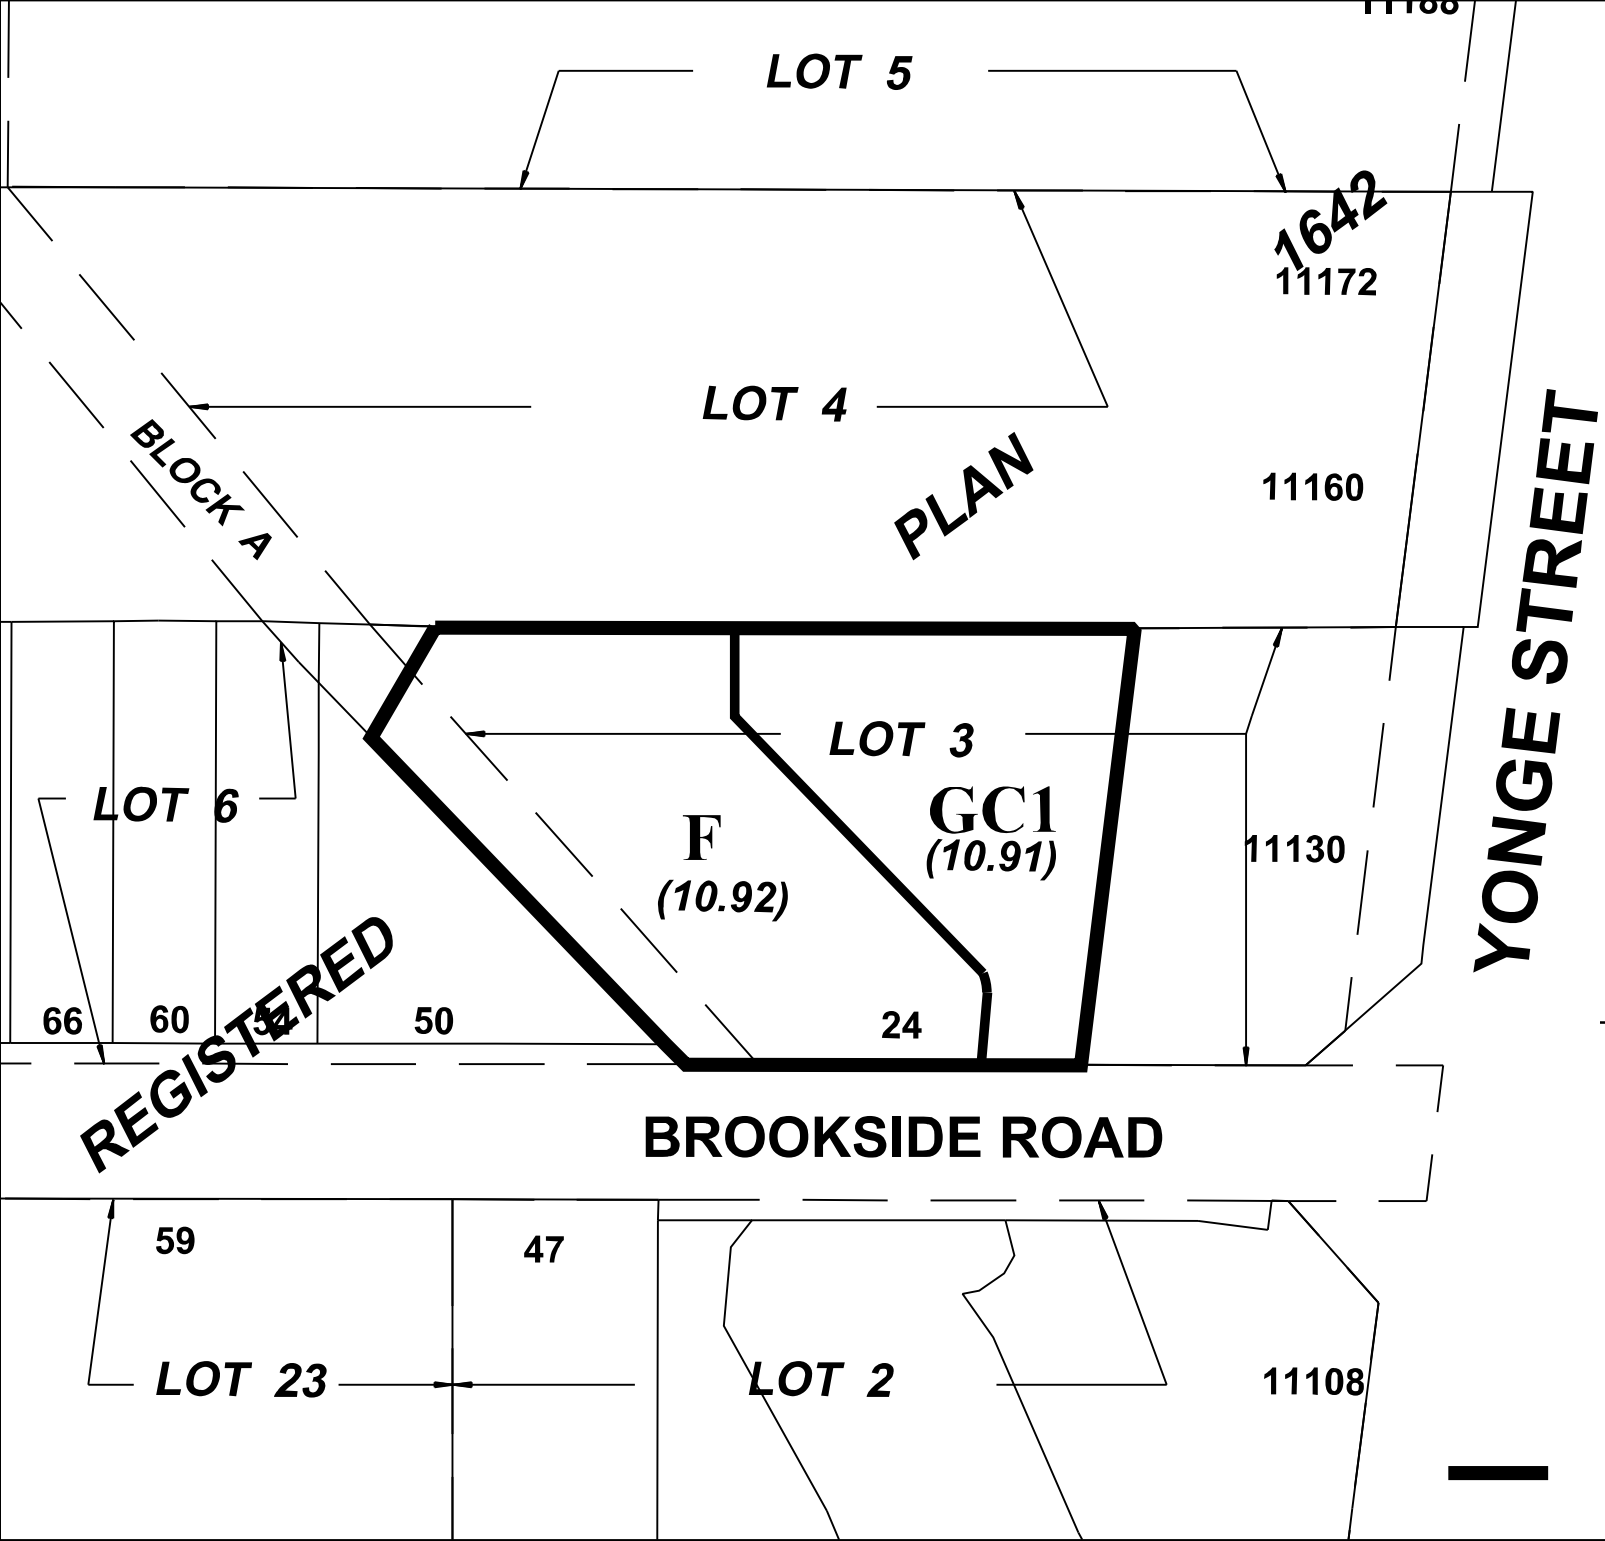 11188
LOT 5
1642
11172
LOT 4
BLOCK A
PLAN
11160
YONGE STREET
LOT 3
LOT 6
GC1
(10.91)
F
(10.92)
11130
REGISTERED
66
60
50
24
BROOKSIDE ROAD
59
47
LOT 23
LOT 2
11108